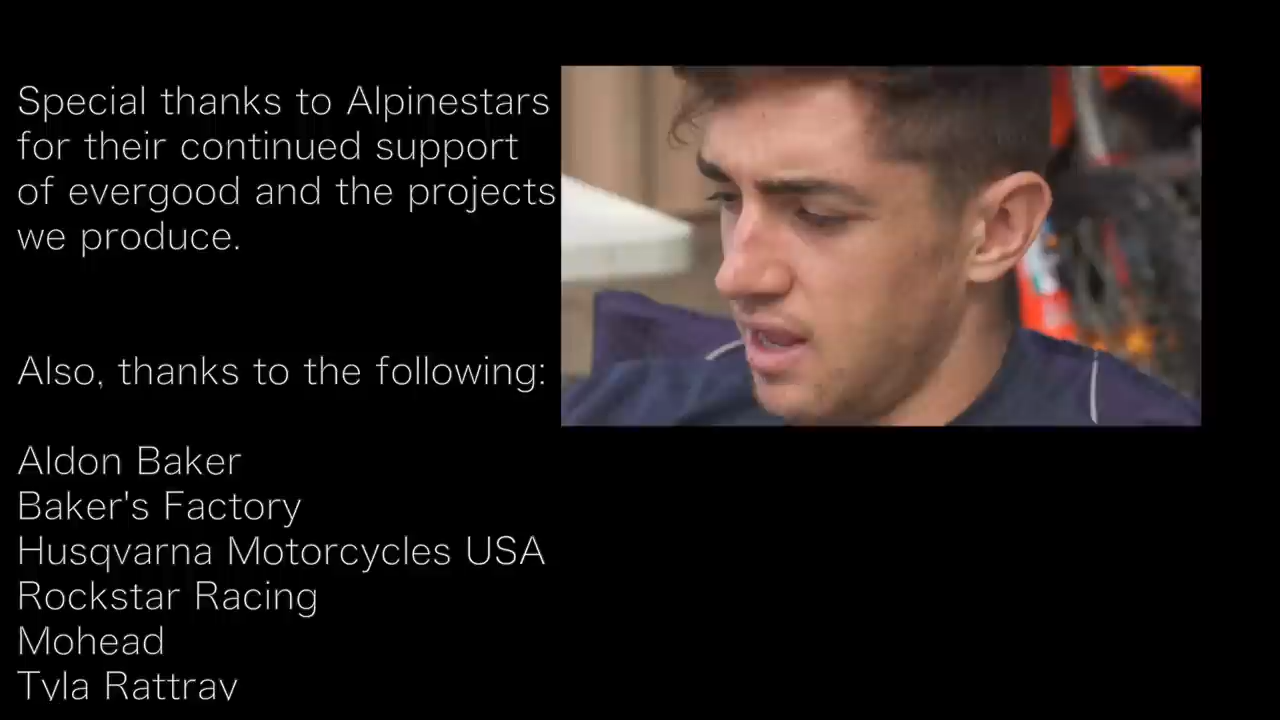 Special thanks to Alpinestars
for their continued support
of evergood and the projects
we produce.
Also, thanks to the following:
Aldon Baker
Baker's Factory
Husqvarna Motorcycles USA
Rockstar Racing
Mohead
Tyla Rattray